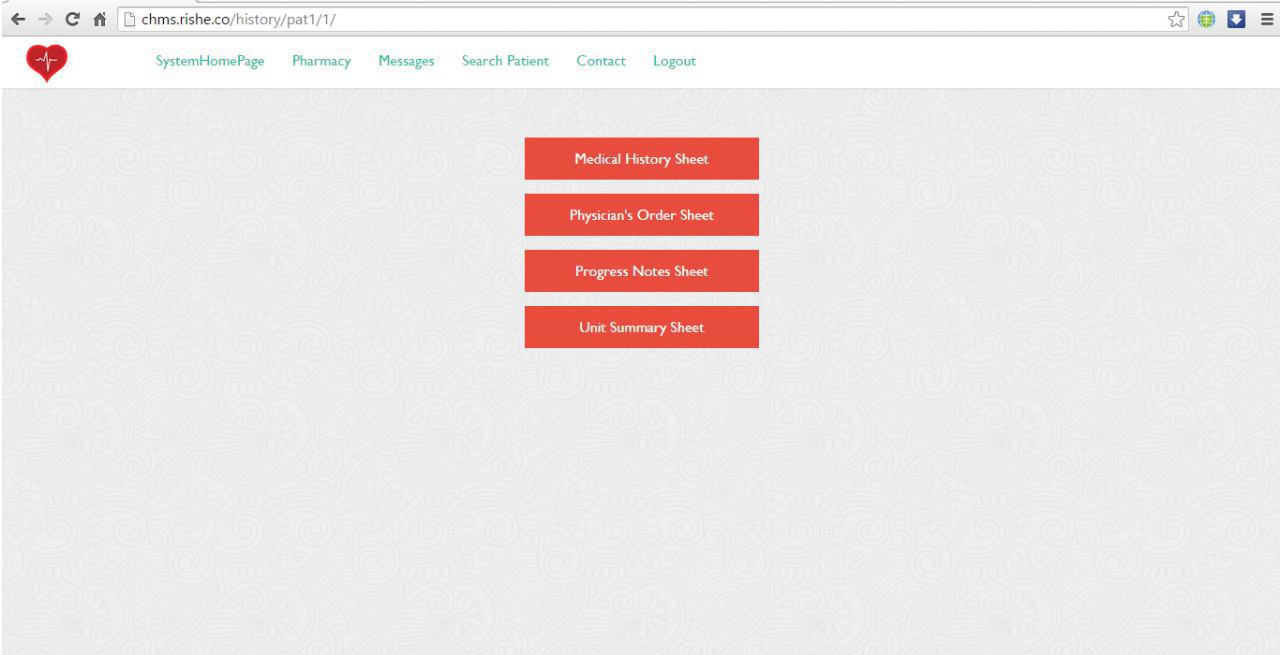 chms.rishe.co/history/pat1/1/
SystemHomePage Pharmacy Messages Search Patient Contact Logout
Medical History Sheet
Physician's Order Sheet
Progress Notes Sheet
Unit Summary Sheet